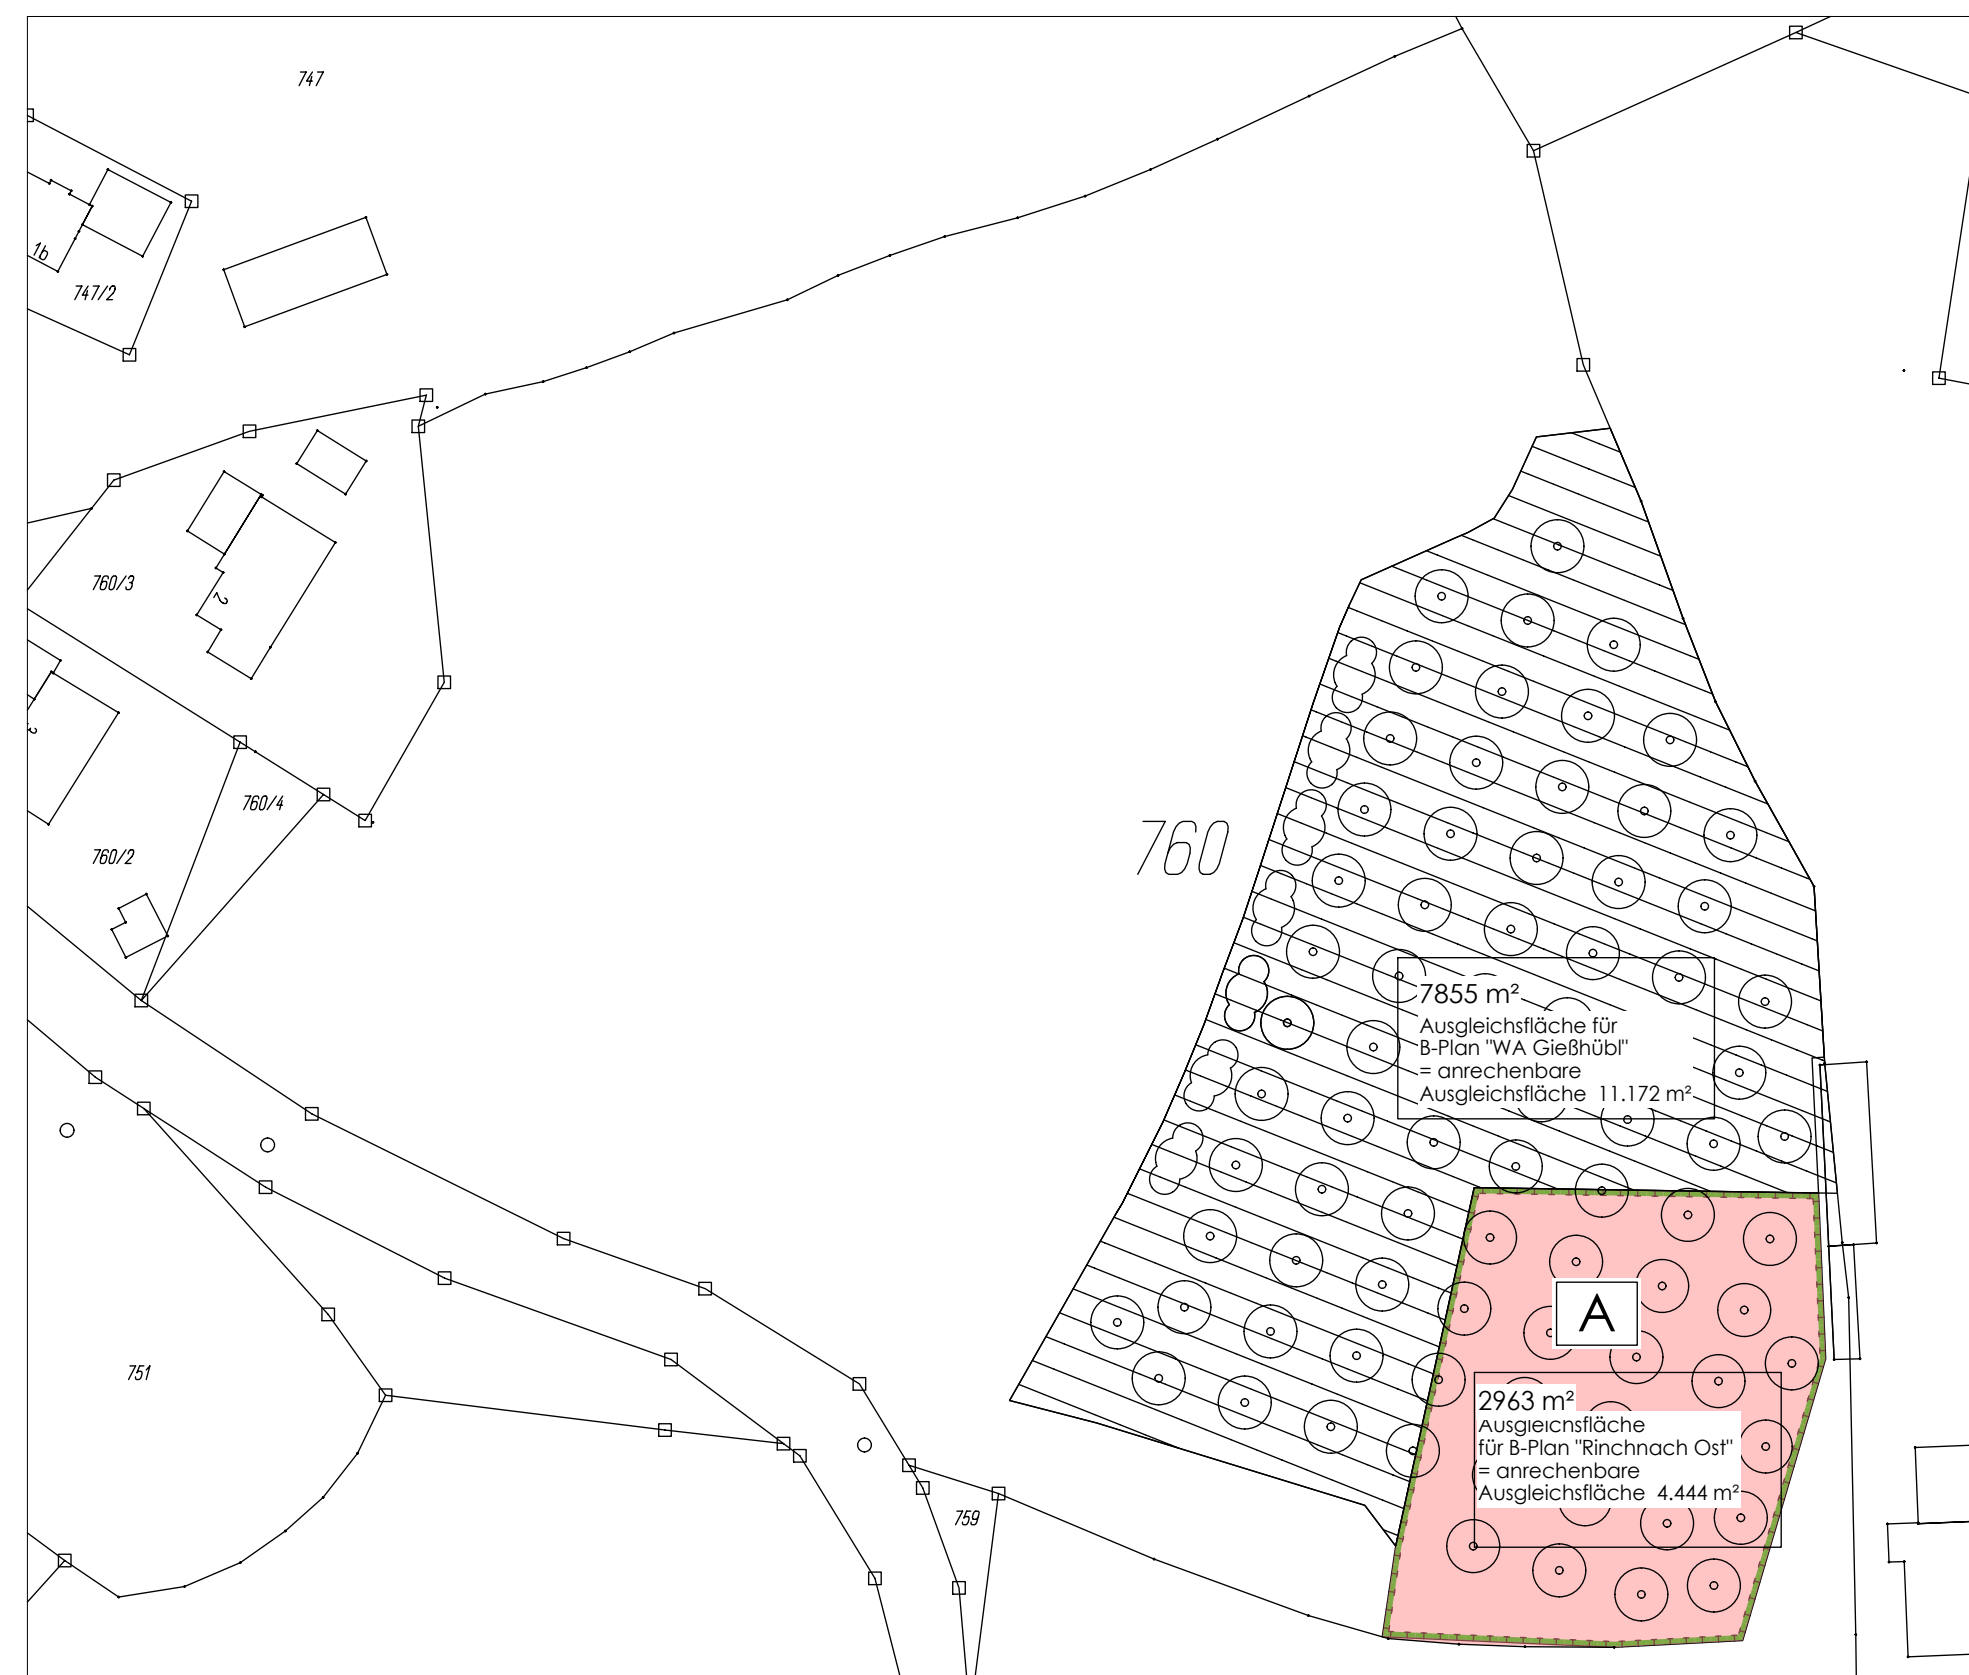 747
1b
747/2
760/3
2
3
760/4
760/2
760
7855 m²
Ausgleichsfläche für
B-Plan "WA Gießhübl"
= anrechenbare
Ausgleichsfläche 11.172 m²
A
2963 m²
Ausgleichsfläche
für B-Plan "Rinchnach Ost"
= anrechenbare
Ausgleichsfläche 4.444 m²
751
759